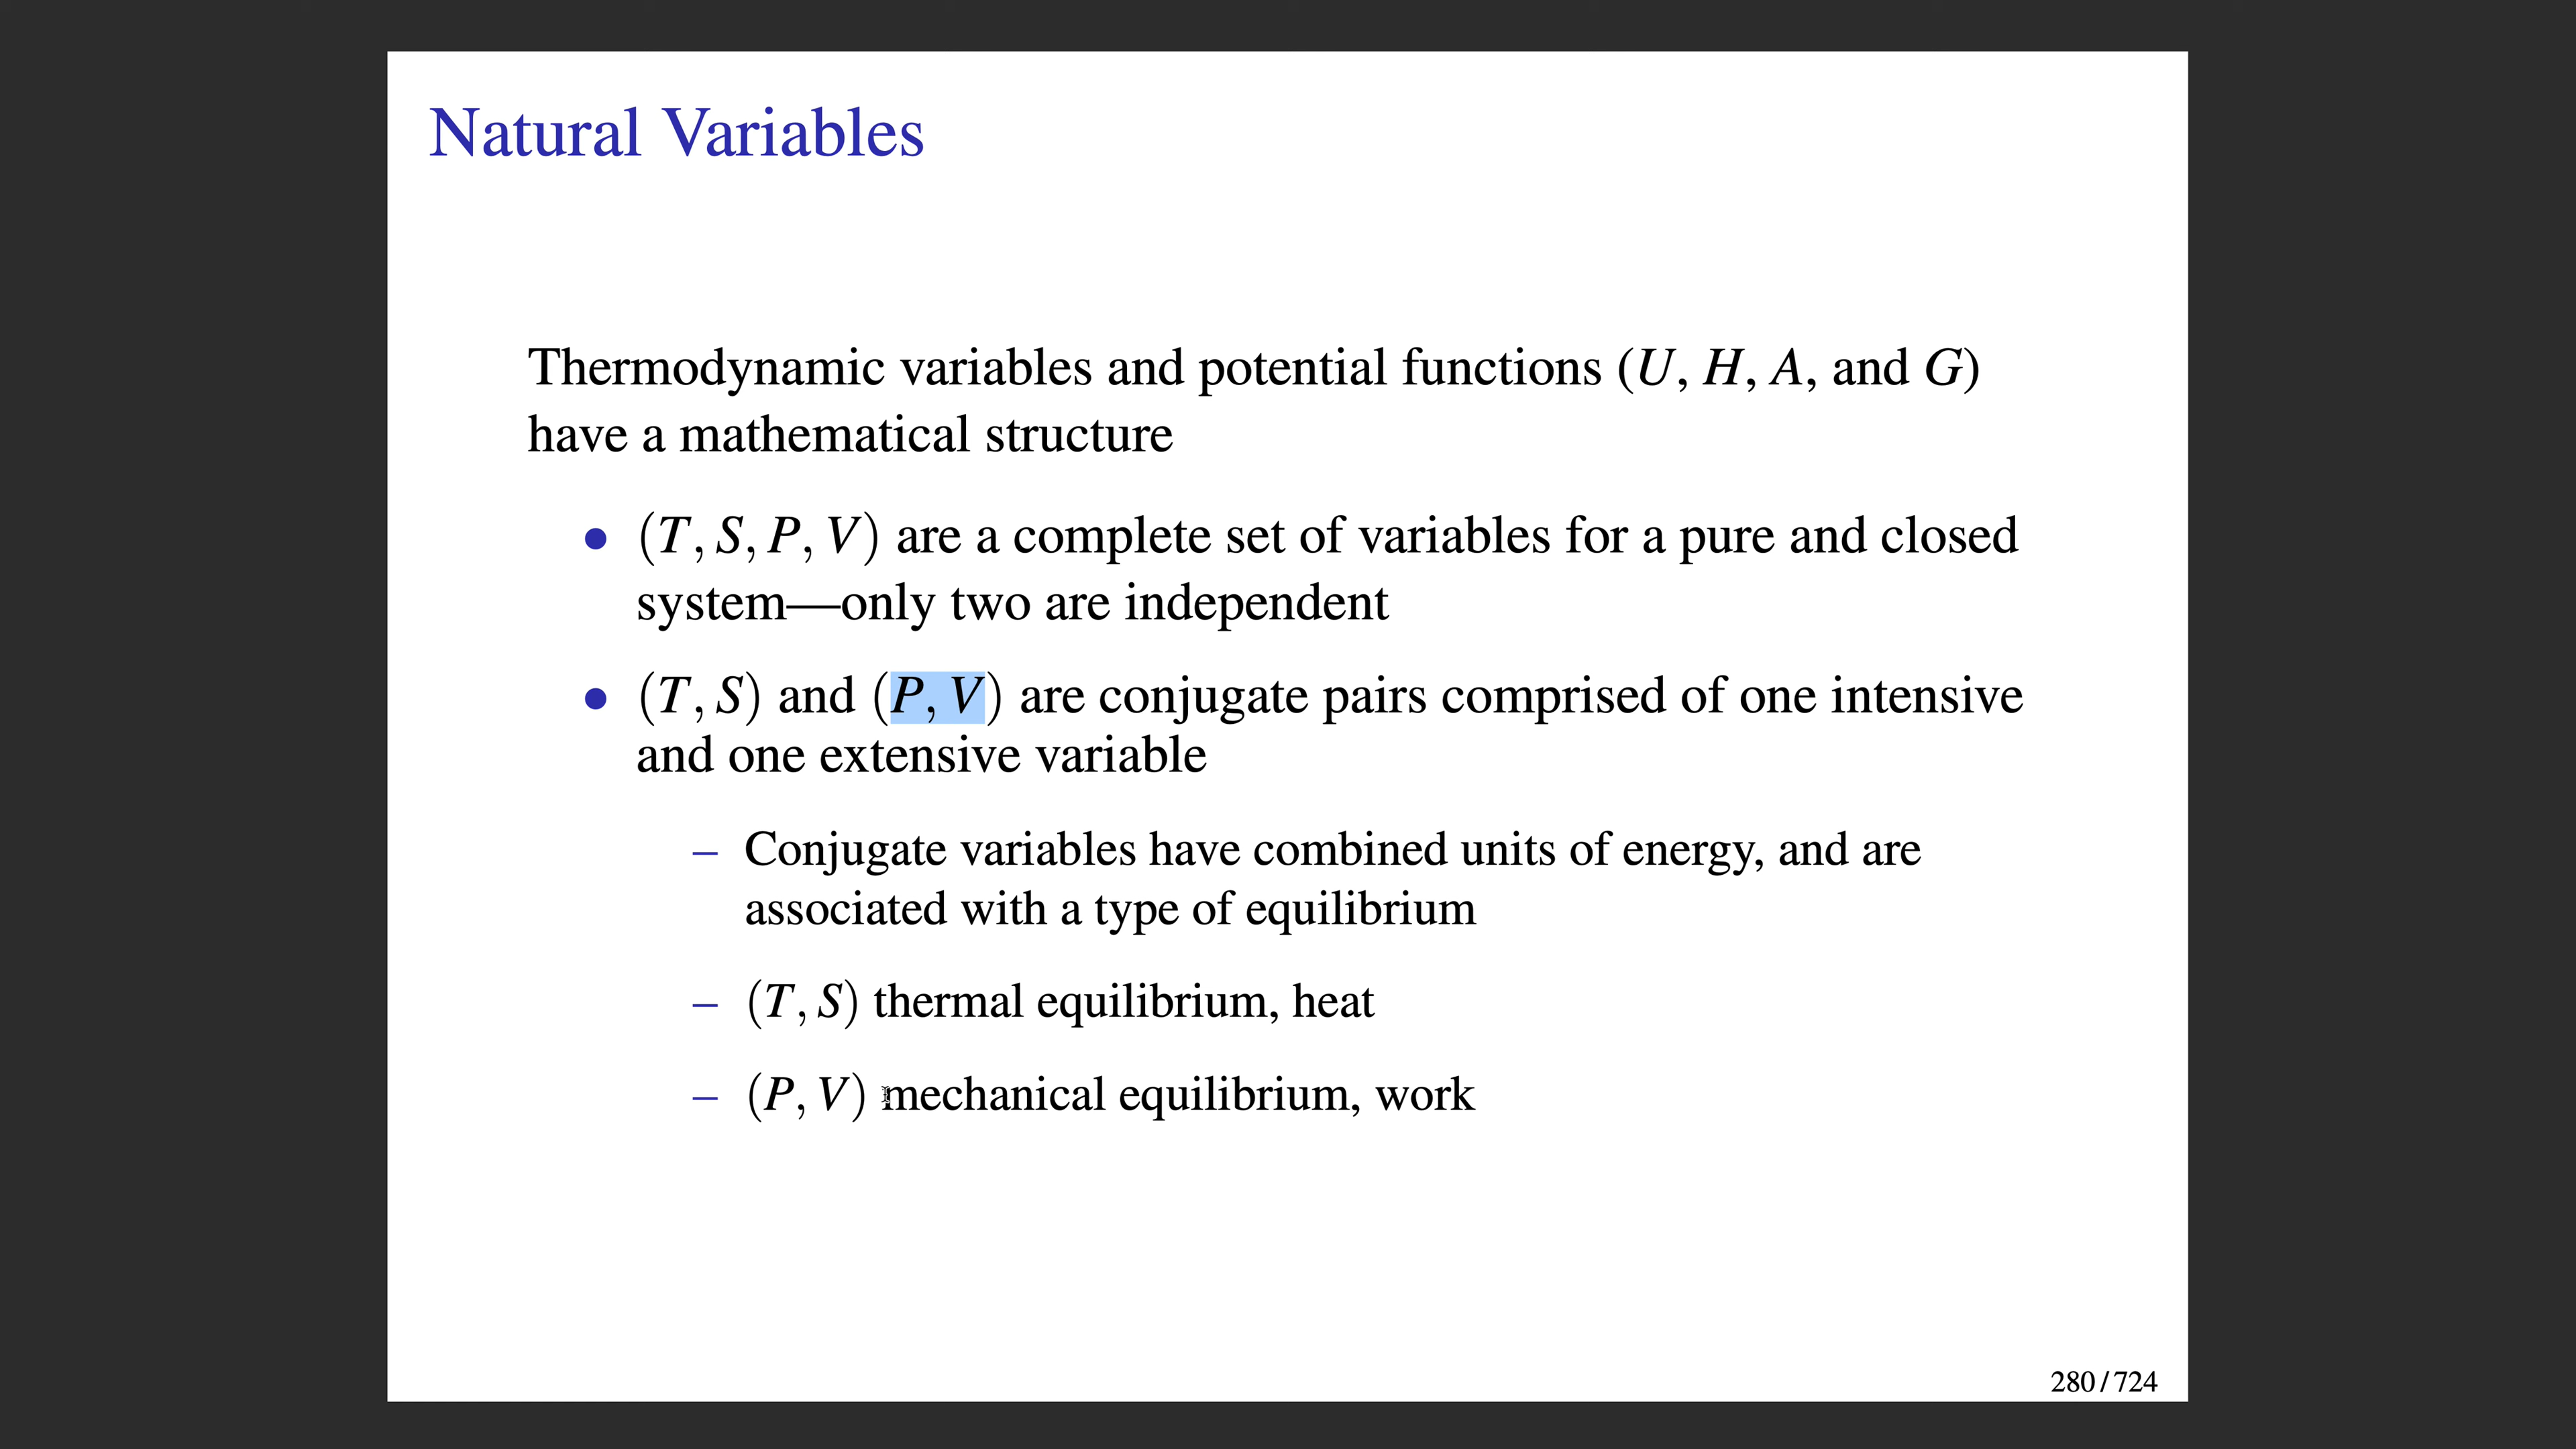 Natural Variables
Thermodynamic variables and potential functions (U, H, A, and G)
have a mathematical structure
• (T, S, P, V) are a complete set of variables for a pure and closed
system—only two are independent
• (T, S) and (P, V) are conjugate pairs comprised of one intensive
and one extensive variable
– Conjugate variables have combined units of energy, and are
associated with a type of equilibrium
– (T, S) thermal equilibrium, heat
– (P, V) mechanical equilibrium, work
280 / 724